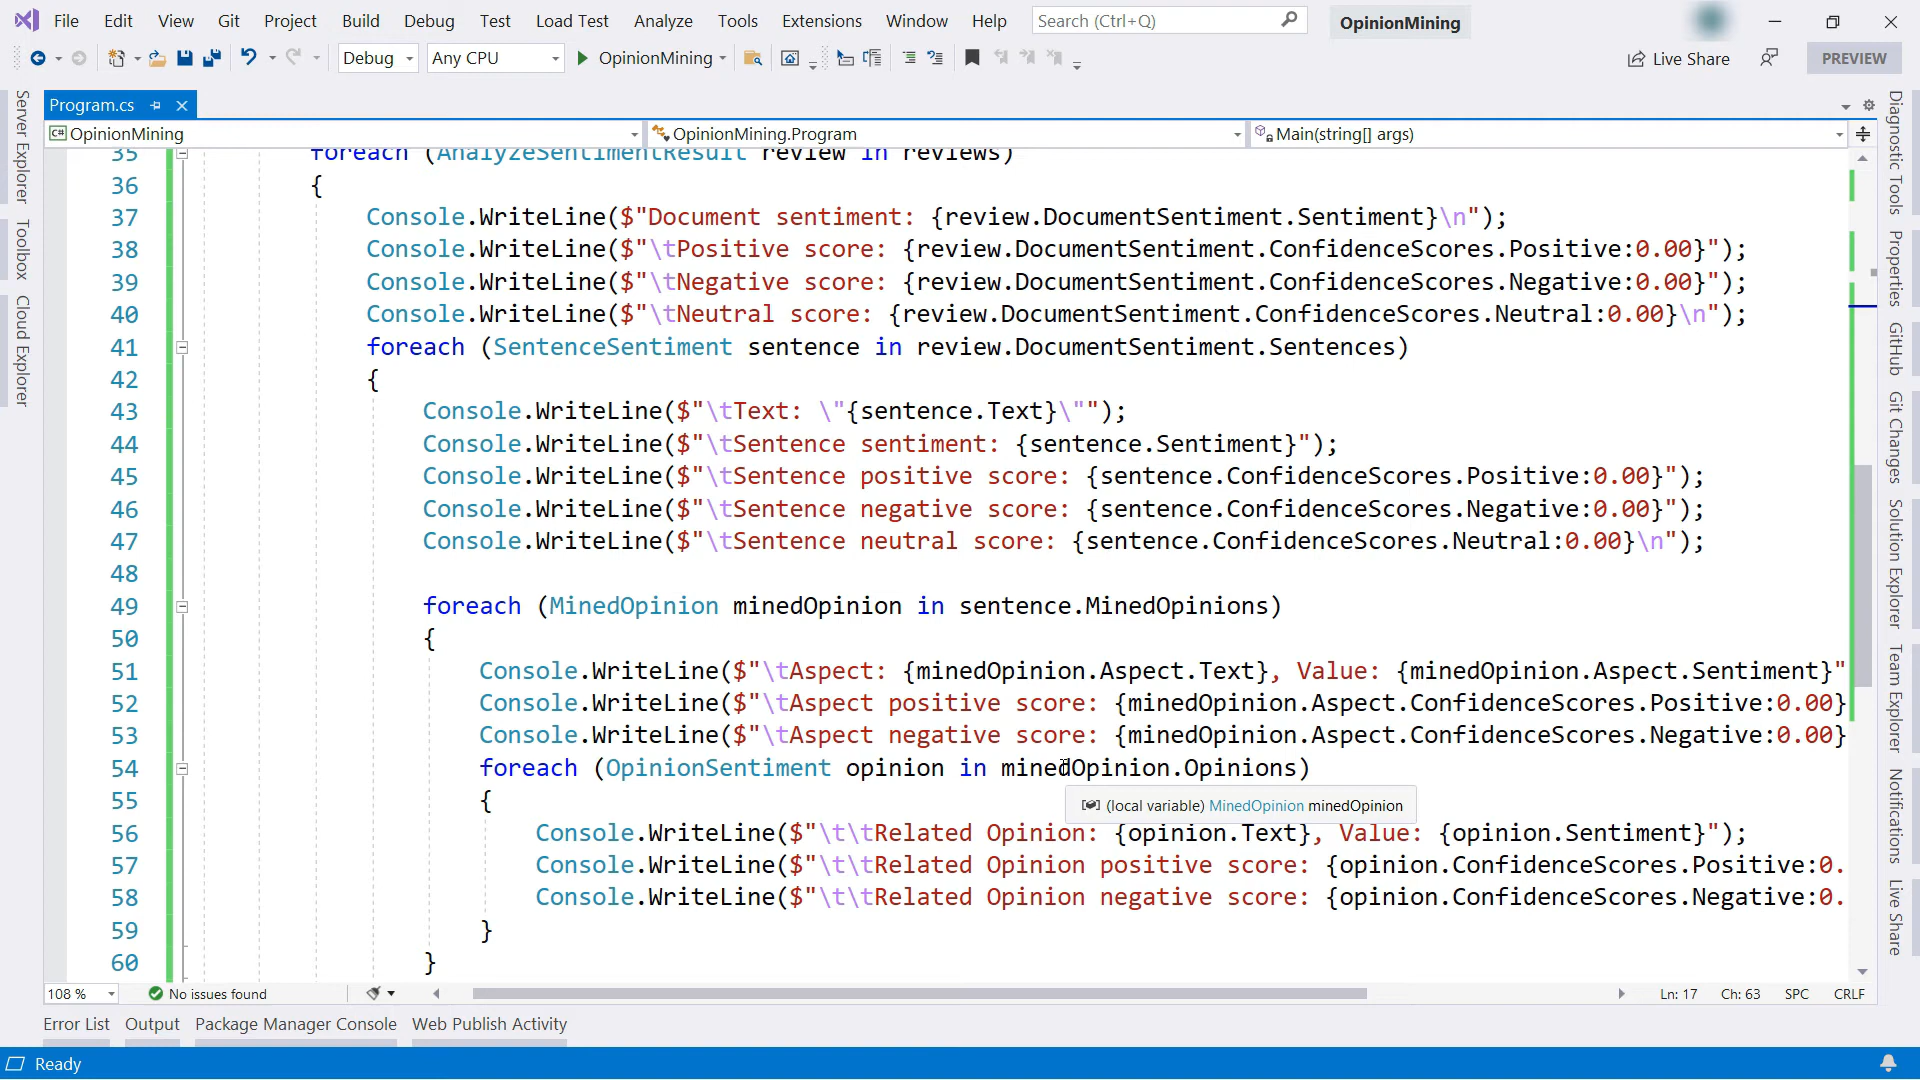 File Edit View Git Project Build Debug Test Load Test Analyze Tools Extensions Window Help Search (Ctrl+Q) OpinionMining
Debug Any CPU OpinionMining Live Share PREVIEW
Program.cs
C# OpinionMining OpinionMining.Program Main(string[] args)
35 foreach (AnalyzeSentimentResult review in reviews)
36 {
37 Console.WriteLine($"Document sentiment: {review.DocumentSentiment.Sentiment}\n");
38 Console.WriteLine($"\tPositive score: {review.DocumentSentiment.ConfidenceScores.Positive:0.00}");
39 Console.WriteLine($"\tNegative score: {review.DocumentSentiment.ConfidenceScores.Negative:0.00}");
40 Console.WriteLine($"\tNeutral score: {review.DocumentSentiment.ConfidenceScores.Neutral:0.00}\n");
41 foreach (SentenceSentiment sentence in review.DocumentSentiment.Sentences)
42 {
43 Console.WriteLine($"\tText: \"{sentence.Text}\"");
44 Console.WriteLine($"\tSentence sentiment: {sentence.Sentiment}");
45 Console.WriteLine($"\tSentence positive score: {sentence.ConfidenceScores.Positive:0.00}");
46 Console.WriteLine($"\tSentence negative score: {sentence.ConfidenceScores.Negative:0.00}");
47 Console.WriteLine($"\tSentence neutral score: {sentence.ConfidenceScores.Neutral:0.00}\n");
48
49 foreach (MinedOpinion minedOpinion in sentence.MinedOpinions)
50 {
51 Console.WriteLine($"\tAspect: {minedOpinion.Aspect.Text}, Value: {minedOpinion.Aspect.Sentiment}"
52 Console.WriteLine($"\tAspect positive score: {minedOpinion.Aspect.ConfidenceScores.Positive:0.00}
53 Console.WriteLine($"\tAspect negative score: {minedOpinion.Aspect.ConfidenceScores.Negative:0.00}
54 foreach (OpinionSentiment opinion in minedOpinion.Opinions)
55 {
(local variable) MinedOpinion minedOpinion
56 Console.WriteLine($"\t\tRelated Opinion: {opinion.Text}, Value: {opinion.Sentiment}");
57 Console.WriteLine($"\t\tRelated Opinion positive score: {opinion.ConfidenceScores.Positive:0.
58 Console.WriteLine($"\t\tRelated Opinion negative score: {opinion.ConfidenceScores.Negative:0.
59 }
60 }
108 % No issues found Ln: 17 Ch: 63 SPC CRLF
Error List Output Package Manager Console Web Publish Activity
Ready
Server Explorer
Toolbox
Cloud Explorer
Diagnostic Tools
Properties
GitHub
Git Changes
Solution Explorer
Team Explorer
Notifications
Live Share